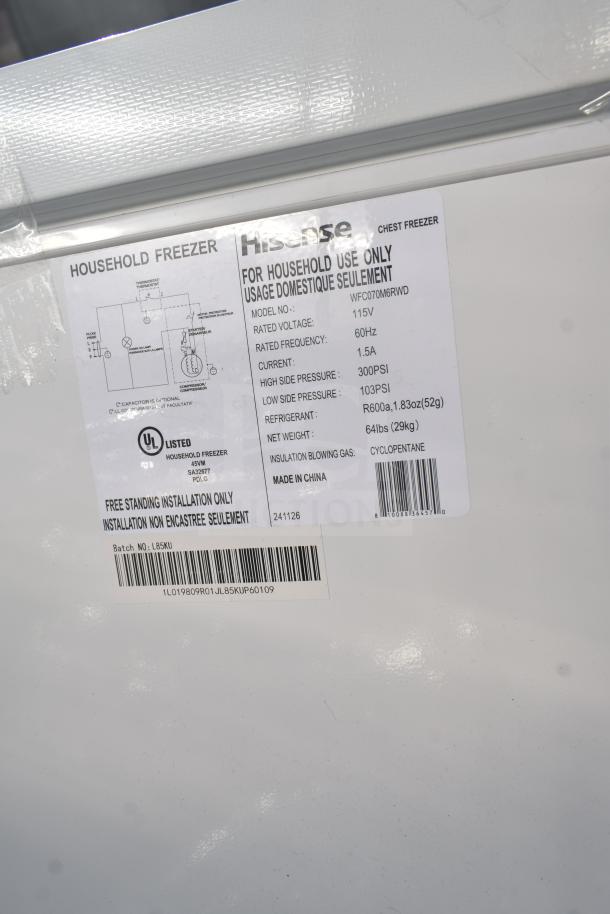 HOUSEHOLD FREEZER
C* CAPACITOR IS OPTIONAL
UL LISTED
HOUSEHOLD FREEZER
45VM
SA32677
FREE STANDING INSTALLATION ONLY
INSTALLATION NON ENCASTREE SEULEMENT
Hisense CHEST FREEZER
FOR HOUSEHOLD USE ONLY
USAGE DOMESTIQUE SEULEMENT
MODEL NO.: WFC070M6RWD
RATED VOLTAGE: 115V
RATED FREQUENCY: 60Hz
CURRENT: 1.5A
HIGH SIDE PRESSURE: 300PSI
LOW SIDE PRESSURE: 103PSI
REFRIGERANT: R600a,1.83oz(52g)
NET WEIGHT: 64lbs (29kg)
INSULATION BLOWING GAS: CYCLOPENTANE
MADE IN CHINA
241126
Batch NO:L85KU
1L019809R01JL85KUP60109